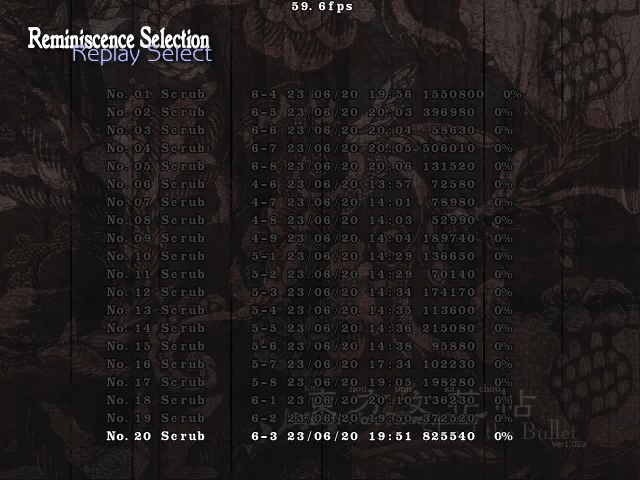 59.6fps
Reminiscence Selection
Replay Select
No. 01 Scrub 6-4 23/06/20 19:56 1550800 0%
No. 02 Scrub 6-5 23/06/20 20:03 396980 0%
No. 03 Scrub 6-6 23/06/20 20:04 58630 0%
No. 04 Scrub 6-7 23/06/20 20:05 506010 0%
No. 05 Scrub 6-8 23/06/20 20:06 131520 0%
No. 06 Scrub 4-6 23/06/20 13:57 72580 0%
No. 07 Scrub 4-7 23/06/20 14:01 78980 0%
No. 08 Scrub 4-8 23/06/20 14:03 52990 0%
No. 09 Scrub 4-9 23/06/20 14:04 189740 0%
No. 10 Scrub 5-1 23/06/20 14:29 136650 0%
No. 11 Scrub 5-2 23/06/20 14:29 70140 0%
No. 12 Scrub 5-3 23/06/20 14:34 174170 0%
No. 13 Scrub 5-4 23/06/20 14:35 113600 0%
No. 14 Scrub 5-5 23/06/20 14:36 215080 0%
No. 15 Scrub 5-6 23/06/20 14:38 95880 0%
No. 16 Scrub 5-7 23/06/20 17:34 102230 0%
No. 17 Scrub 5-8 23/06/20 19:01 198280 0%
No. 18 Scrub 6-1 23/06/20 20:10 136230 0%
No. 19 Scrub 6-2 23/06/20 19:50 372520 0%
No. 20 Scrub 6-3 23/06/20 19:51 825540 0%
花帖
the Bullet
ver1.02a